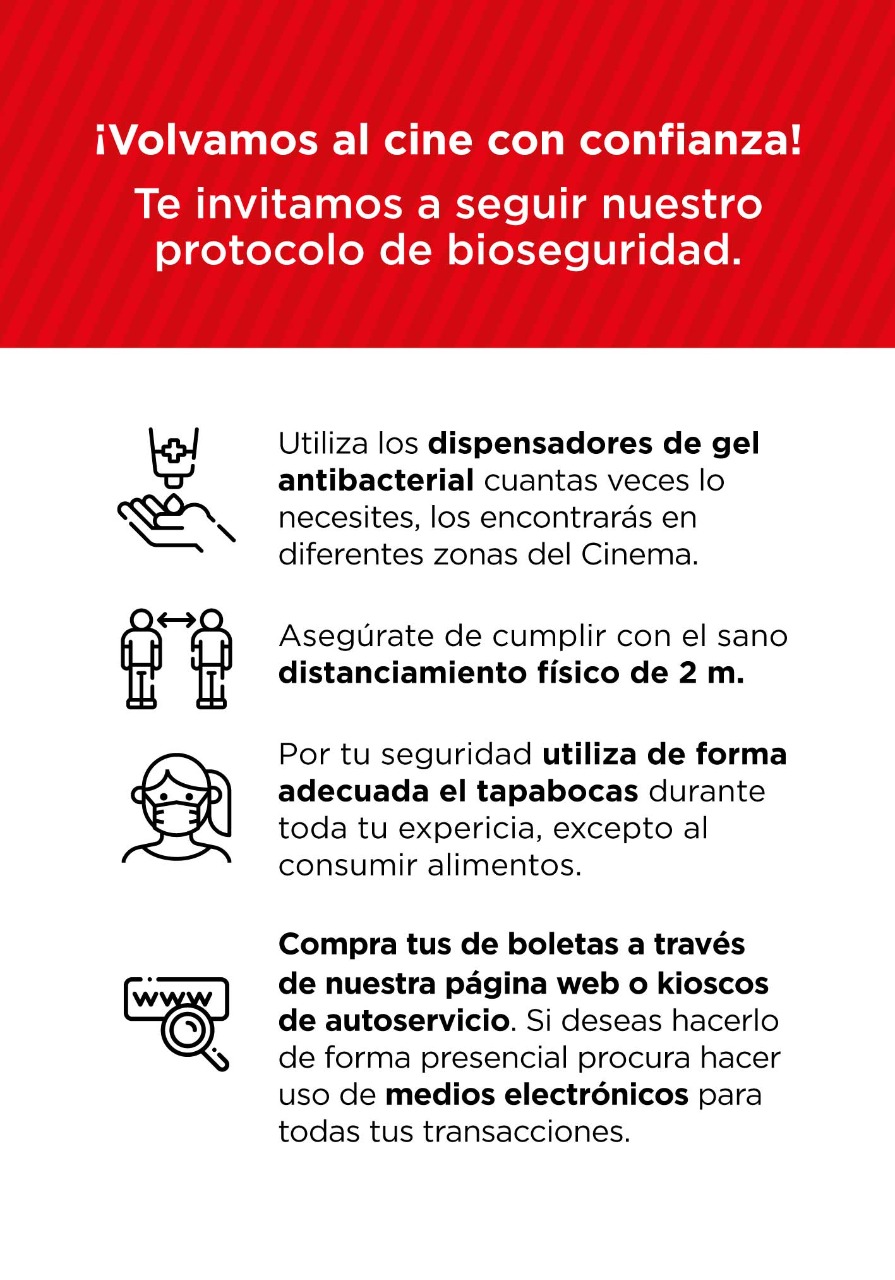 ¡Volvamos al cine con confianza!
Te invitamos a seguir nuestro
protocolo de bioseguridad.
Utiliza los dispensadores de gel
antibacterial cuantas veces lo
necesites, los encontrarás en
diferentes zonas del Cinema.
Asegúrate de cumplir con el sano
distanciamiento físico de 2 m.
Por tu seguridad utiliza de forma
adecuada el tapabocas durante
toda tu expericia, excepto al
consumir alimentos.
Compra tus de boletas a través
de nuestra página web o kioscos
de autoservicio. Si deseas hacerlo
de forma presencial procura hacer
uso de medios electrónicos para
todas tus transacciones.
www